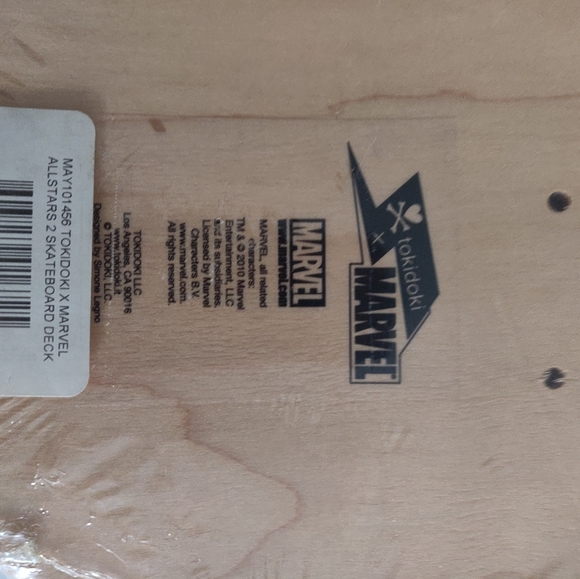 tokidoki
X
MARVEL
MARVEL
www.marvel.com
MARVEL, all related
characters:
TM & © 2010 Marvel
Entertainment, LLC
and its subsidiaries.
Licensed by Marvel
Characters B.V.
www.marvel.com.
All rights reserved.
TOKIDOKI LLC
Los Angeles, CA 90016
www.tokidoki.it
© TOKIDOKI, LLC.
Designed by Simone Legno
MAY101456 TOKIDOKI X MARVEL
ALLSTARS 2 SKATEBOARD DECK